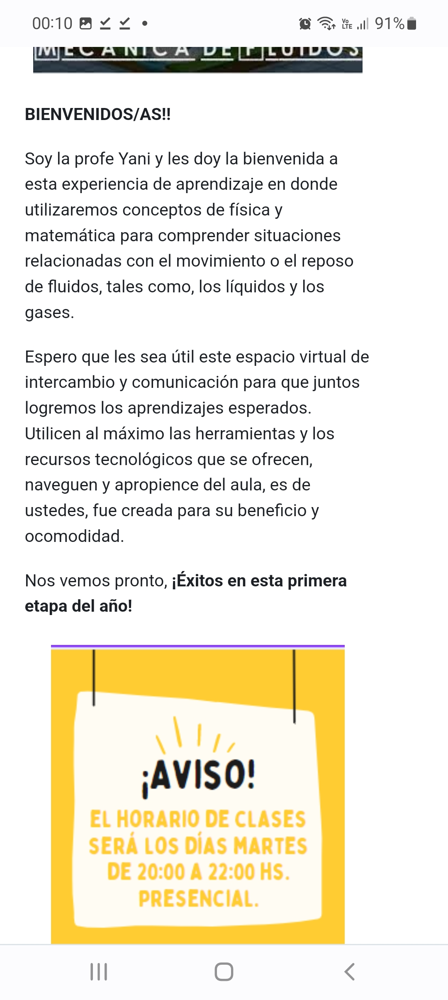 00:10
Vo
LTE
91%
MECÁNICA DE FLUIDOS
BIENVENIDOS/AS!!
Soy la profe Yani y les doy la bienvenida a
esta experiencia de aprendizaje en donde
utilizaremos conceptos de física y
matemática para comprender situaciones
relacionadas con el movimiento o el reposo
de fluidos, tales como, los líquidos y los
gases.
Espero que les sea útil este espacio virtual de
intercambio y comunicación para que juntos
logremos los aprendizajes esperados.
Utilicen al máximo las herramientas y los
recursos tecnológicos que se ofrecen,
naveguen y apropience del aula, es de
ustedes, fue creada para su beneficio y
ocomodidad.
Nos vemos pronto, ¡Éxitos en esta primera
etapa del año!
¡AVISO!
EL HORARIO DE CLASES
SERÁ LOS DÍAS MARTES
DE 20:00 A 22:00 HS.
PRESENCIAL.